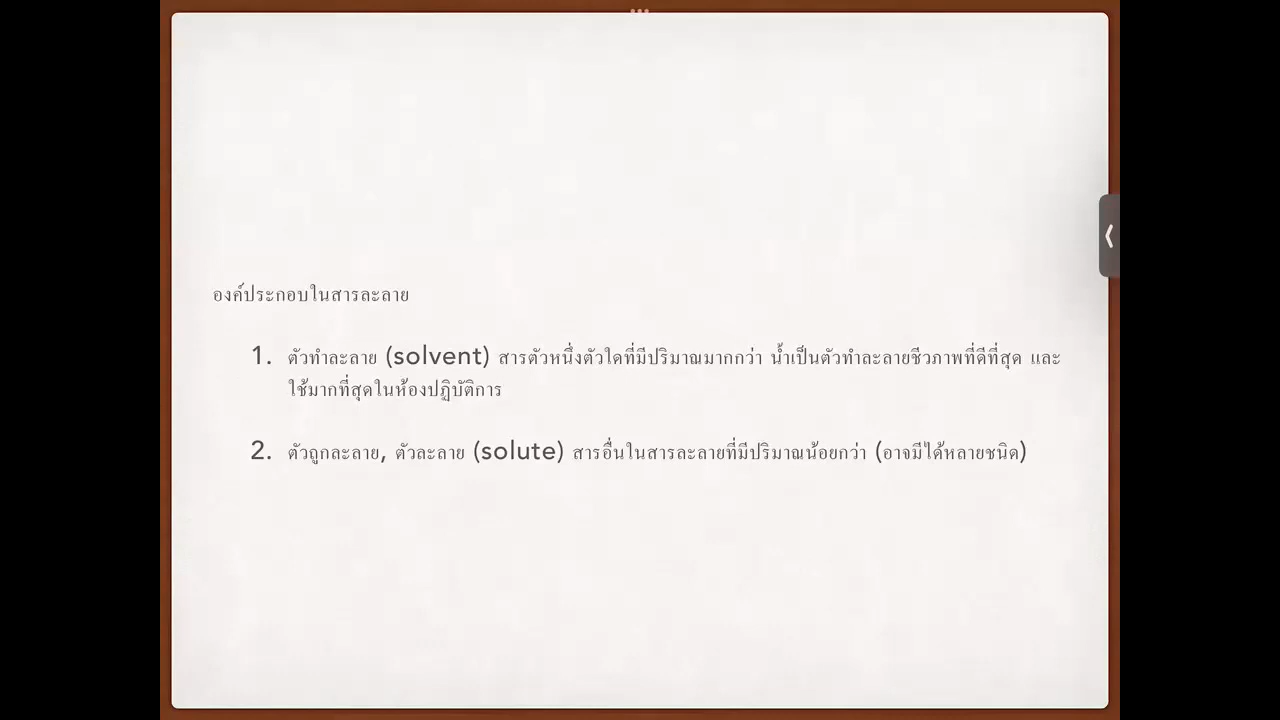 องค์ประกอบในสารละลาย
1. ตัวทำละลาย (solvent) สารตัวหนึ่งตัวใดที่มีปริมาณมากกว่า น้ำเป็นตัวทำละลายชีวภาพที่ดีที่สุด และ
ใช้มากที่สุดในห้องปฏิบัติการ
2. ตัวถูกละลาย, ตัวละลาย (solute) สารอื่นในสารละลายที่มีปริมาณน้อยกว่า (อาจมีได้หลายชนิด)